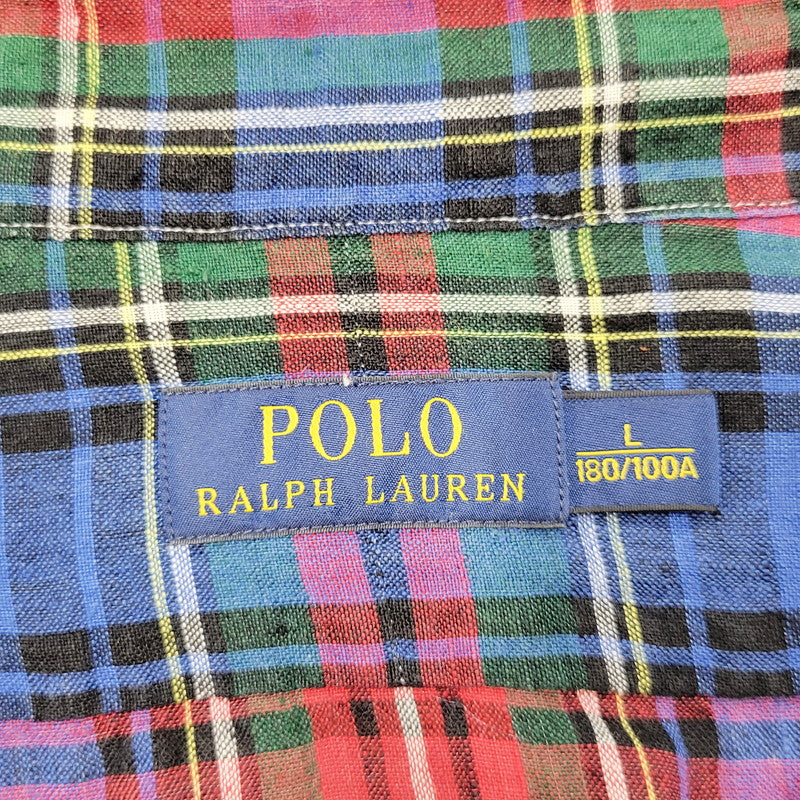 POLO
RALPH LAUREN
L
180/100A